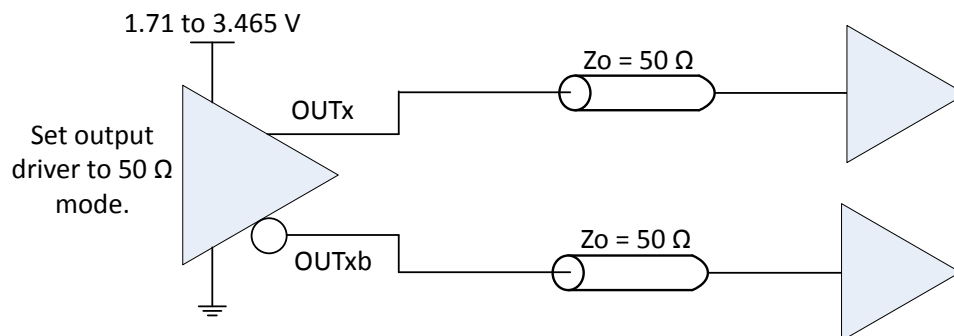 1.71 to 3.465 V
Zo = 50 Ω
OUTx
Set output
driver to 50 Ω
mode.
Zo = 50 Ω
OUTxb